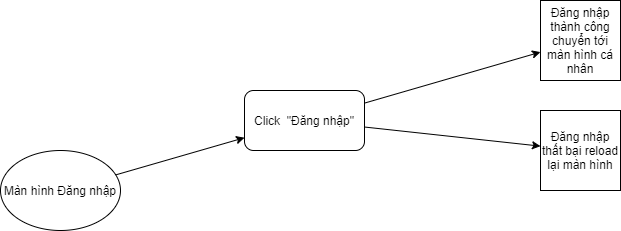 Màn hình Đăng nhập
Click "Đăng nhập"
Đăng nhập
thành công
chuyển tới
màn hình cá
nhân
Đăng nhập
thất bại reload
lại màn hình